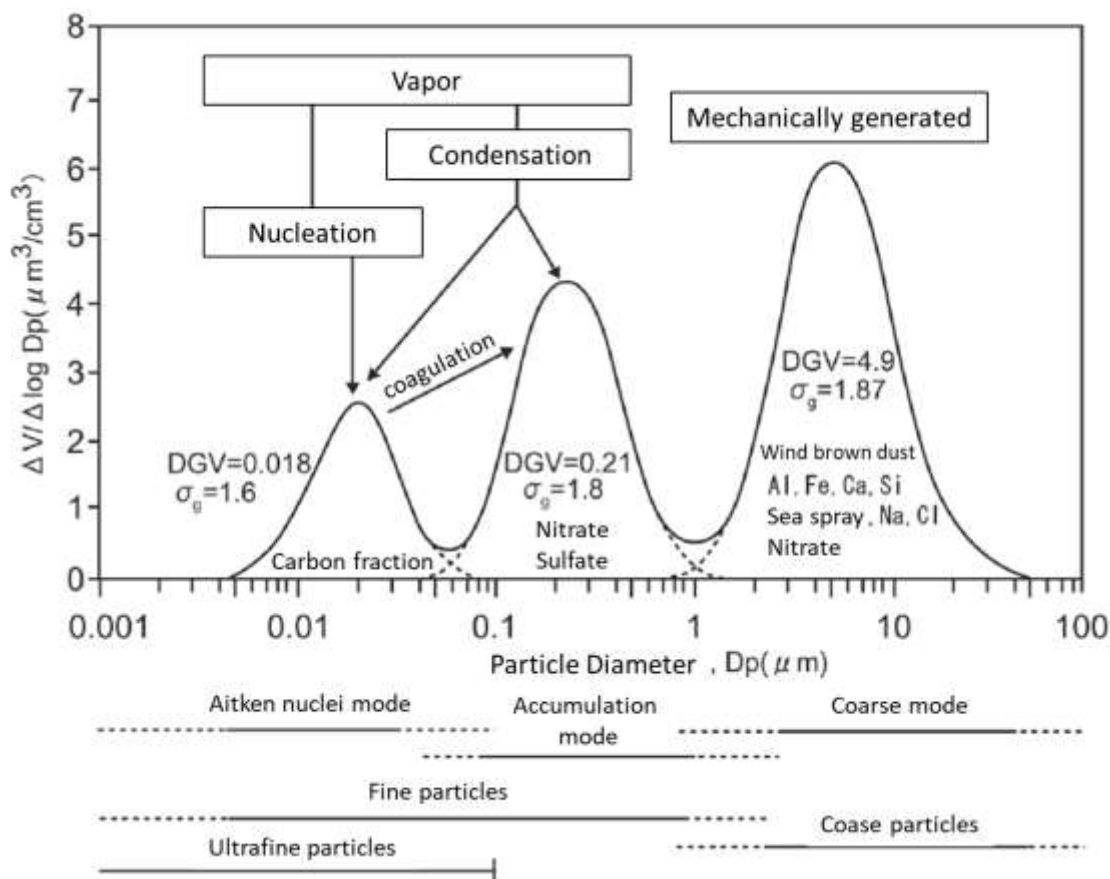 8
7
6
5
4
3
2
1
0
ΔV/Δlog Dp(μm³/cm³)
Vapor
Condensation
Nucleation
Mechanically generated
coagulation
DGV=0.018
σg=1.6
Carbon fraction
DGV=0.21
σg=1.8
Nitrate
Sulfate
DGV=4.9
σg=1.87
Wind brown dust
Al, Fe, Ca, Si
Sea spray, Na, Cl
Nitrate
0.001 0.01 0.1 1 10 100
Particle Diameter , Dp(μm)
Aitken nuclei mode
Accumulation
mode
Coarse mode
Fine particles
Coase particles
Ultrafine particles